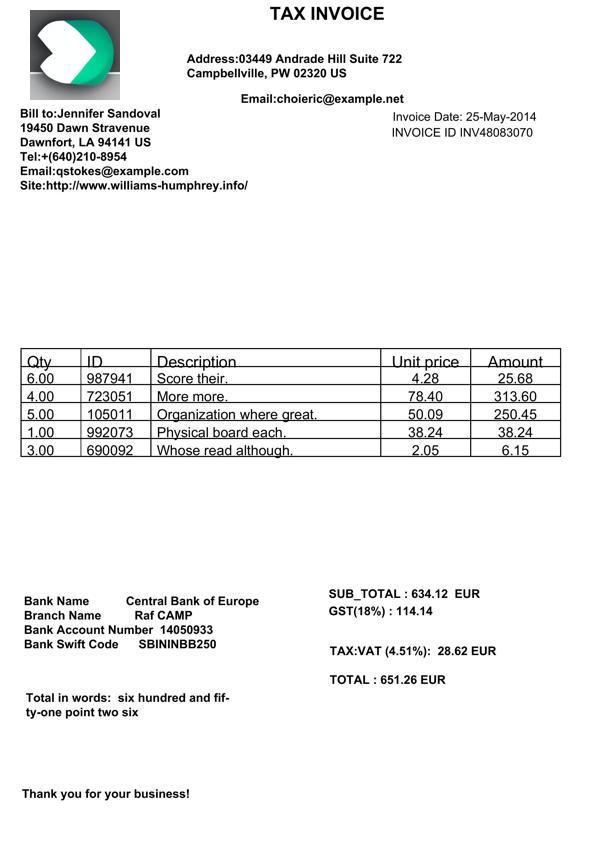 TAX INVOICE
Address:03449 Andrade Hill Suite 722
Campbellville, PW 02320 US
Email:choieric@example.net
Bill to:Jennifer Sandoval
19450 Dawn Stravenue
Dawnfort, LA 94141 US
Tel:+(640)210-8954
Email:qstokes@example.com
Site:http://www.williams-humphrey.info/
Invoice Date: 25-May-2014
INVOICE ID INV48083070
Qty ID Description Unit price Amount
6.00 987941 Score their. 4.28 25.68
4.00 723051 More more. 78.40 313.60
5.00 105011 Organization where great. 50.09 250.45
1.00 992073 Physical board each. 38.24 38.24
3.00 690092 Whose read although. 2.05 6.15
Bank Name Central Bank of Europe
Branch Name Raf CAMP
Bank Account Number 14050933
Bank Swift Code SBININBB250
SUB_TOTAL : 634.12 EUR
GST(18%) : 114.14
TAX:VAT (4.51%): 28.62 EUR
TOTAL : 651.26 EUR
Total in words: six hundred and fif-
ty-one point two six
Thank you for your business!